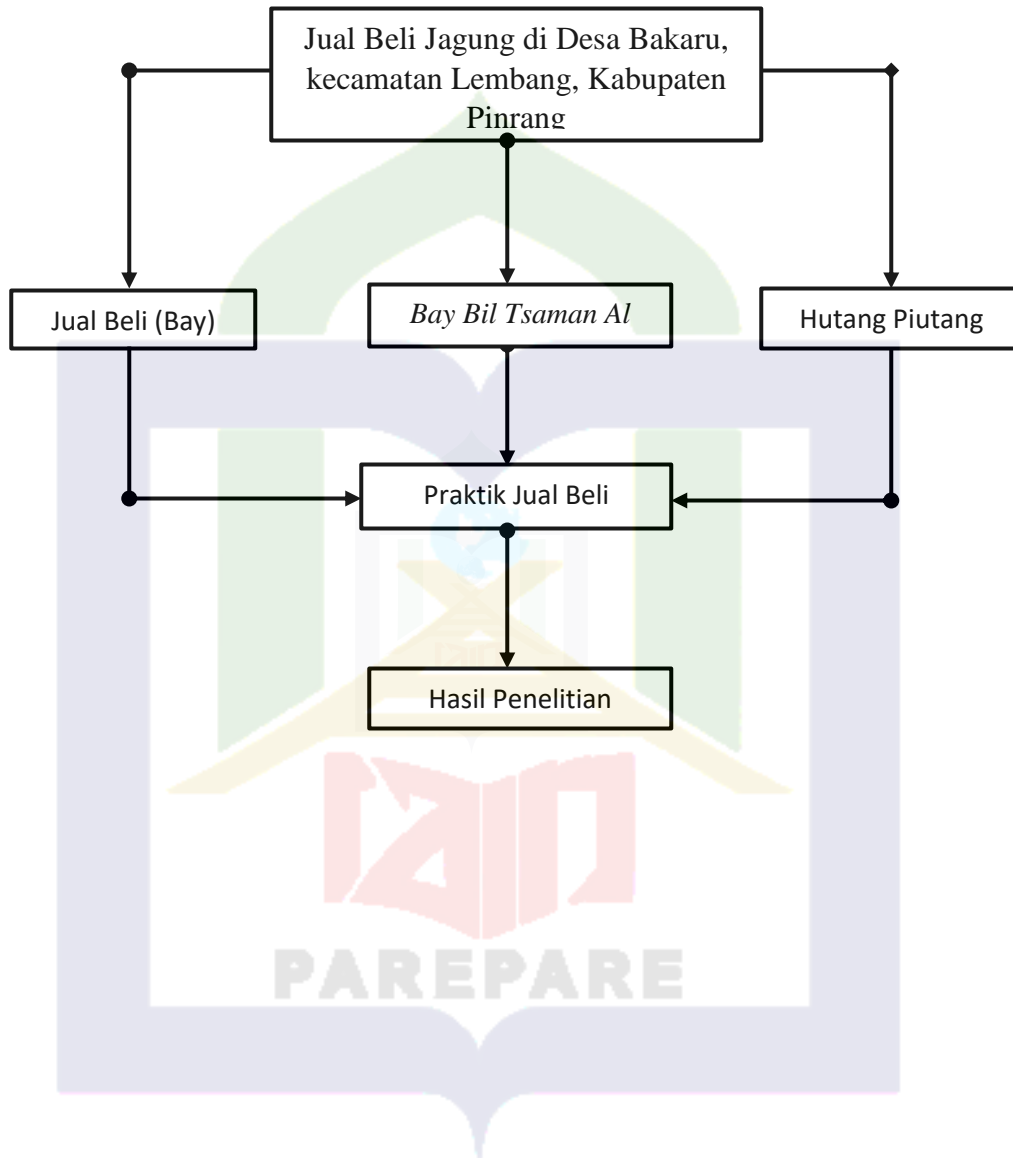 Jual Beli Jagung di Desa Bakaru,
kecamatan Lembang, Kabupaten
Pinrang
Jual Beli (Bay)
Bay Bil Tsaman Al
Hutang Piutang
Praktik Jual Beli
Hasil Penelitian
iain
PAREPARE